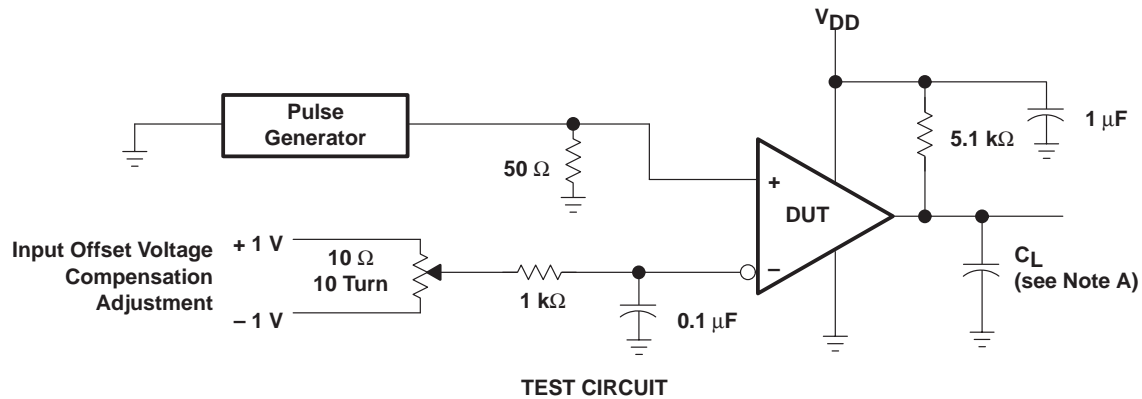 VDD
Pulse
Generator
1 μF
5.1 kΩ
50 Ω
+
DUT
–
Input Offset Voltage
Compensation
Adjustment
+ 1 V
10 Ω
10 Turn
– 1 V
1 kΩ
0.1 μF
CL
(see Note A)
TEST CIRCUIT